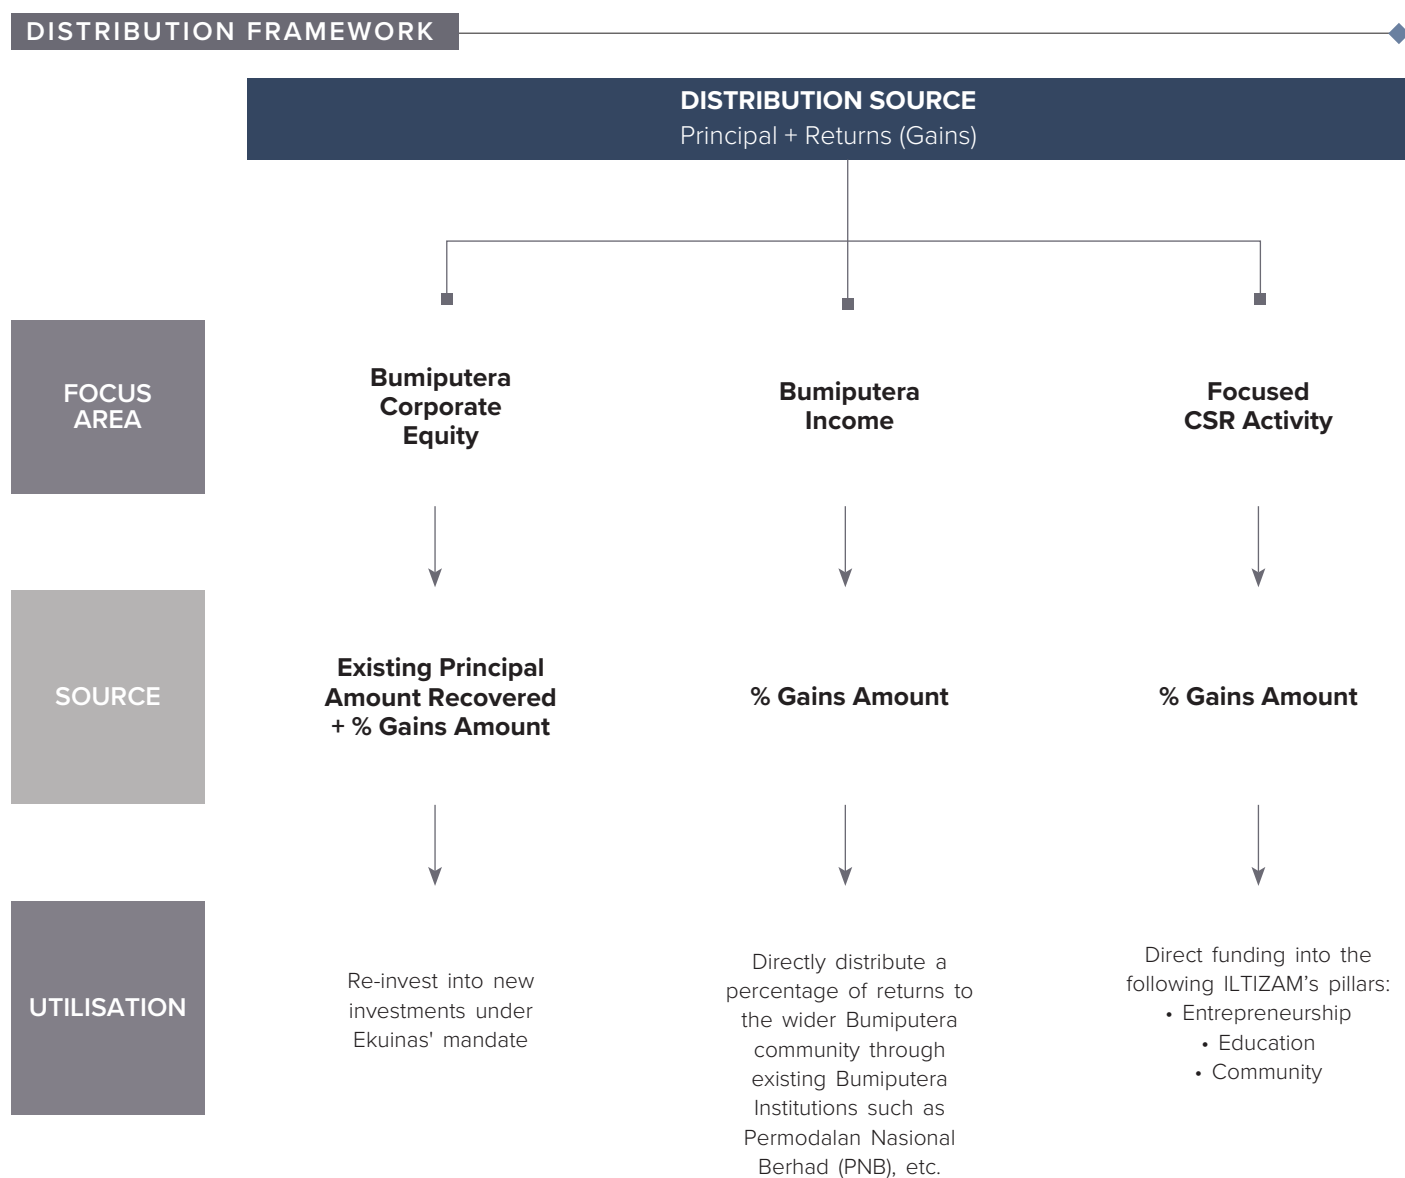 DISTRIBUTION FRAMEWORK
DISTRIBUTION SOURCE
Principal + Returns (Gains)
FOCUS
AREA
Bumiputera
Corporate
Equity
Bumiputera
Income
Focused
CSR Activity
SOURCE
Existing Principal
Amount Recovered
+ % Gains Amount
% Gains Amount
% Gains Amount
UTILISATION
Re-invest into new
investments under
Ekuinas' mandate
Directly distribute a
percentage of returns to
the wider Bumiputera
community through
existing Bumiputera
Institutions such as
Permodalan Nasional
Berhad (PNB), etc.
Direct funding into the
following ILTIZAM’s pillars:
• Entrepreneurship
• Education
• Community